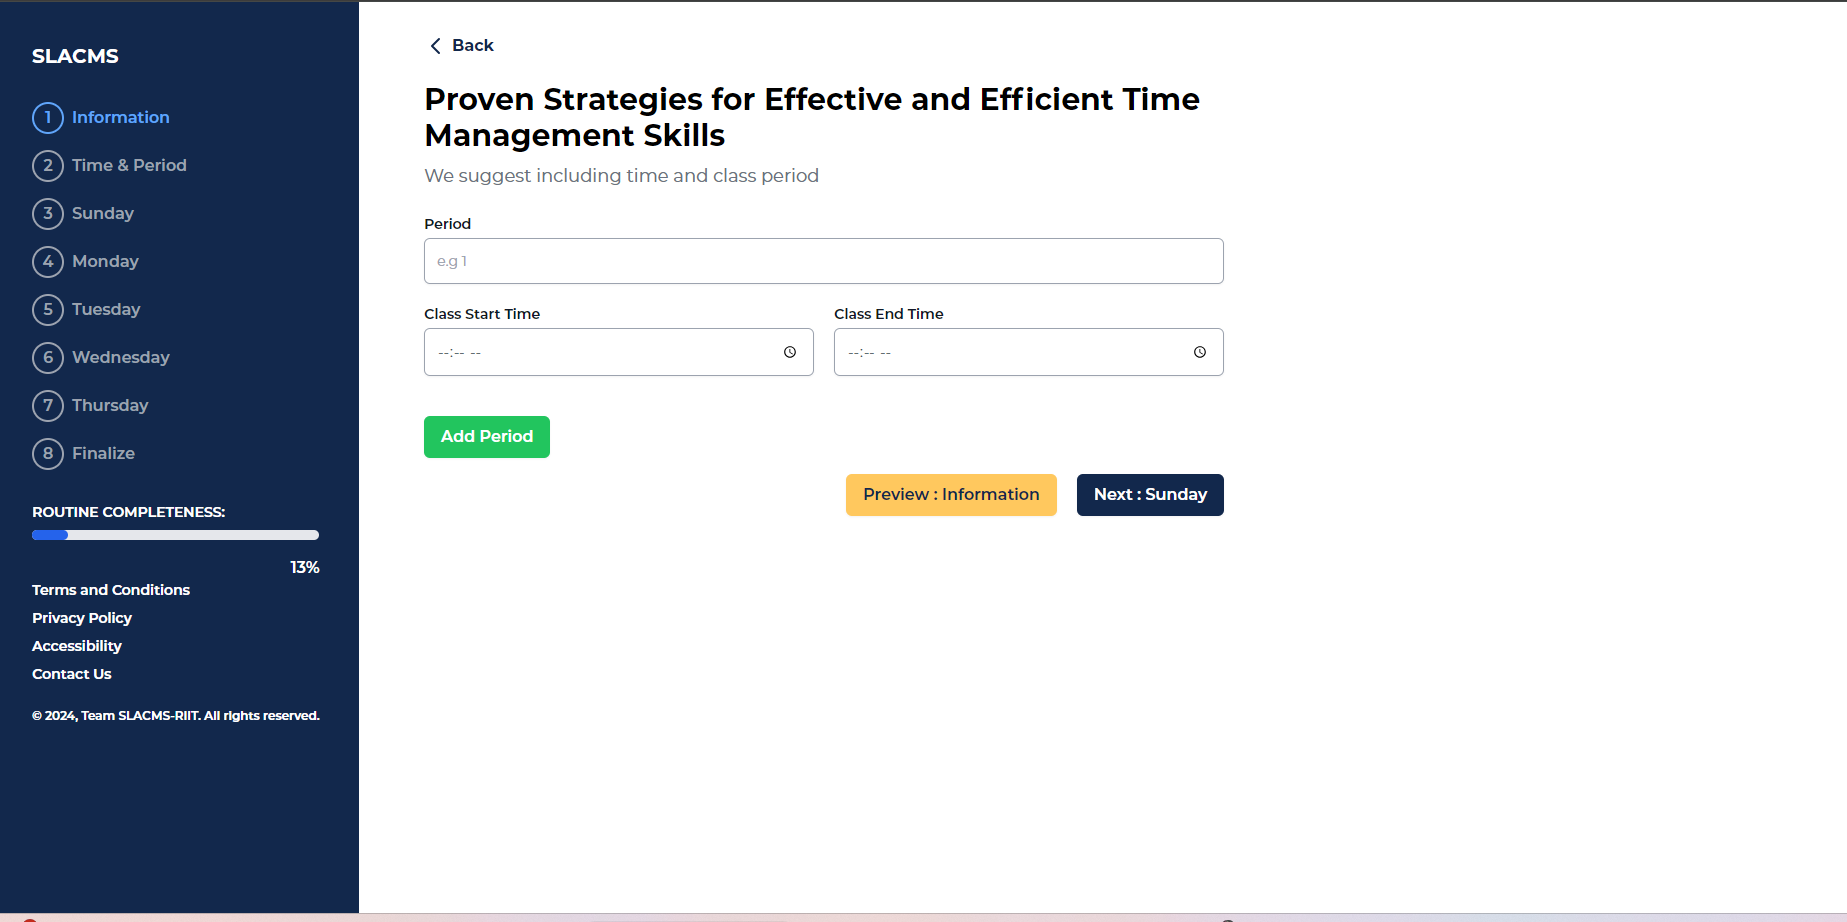 SLACMS
1 Information
2 Time & Period
3 Sunday
4 Monday
5 Tuesday
6 Wednesday
7 Thursday
8 Finalize
ROUTINE COMPLETENESS:
13%
Terms and Conditions
Privacy Policy
Accessibility
Contact Us
© 2024, Team SLACMS-RIIT. All rights reserved.
Back
Proven Strategies for Effective and Efficient Time
Management Skills
We suggest including time and class period
Period
e.g 1
Class Start Time Class End Time
--:-- -- --:-- --
Add Period
Preview : Information Next : Sunday